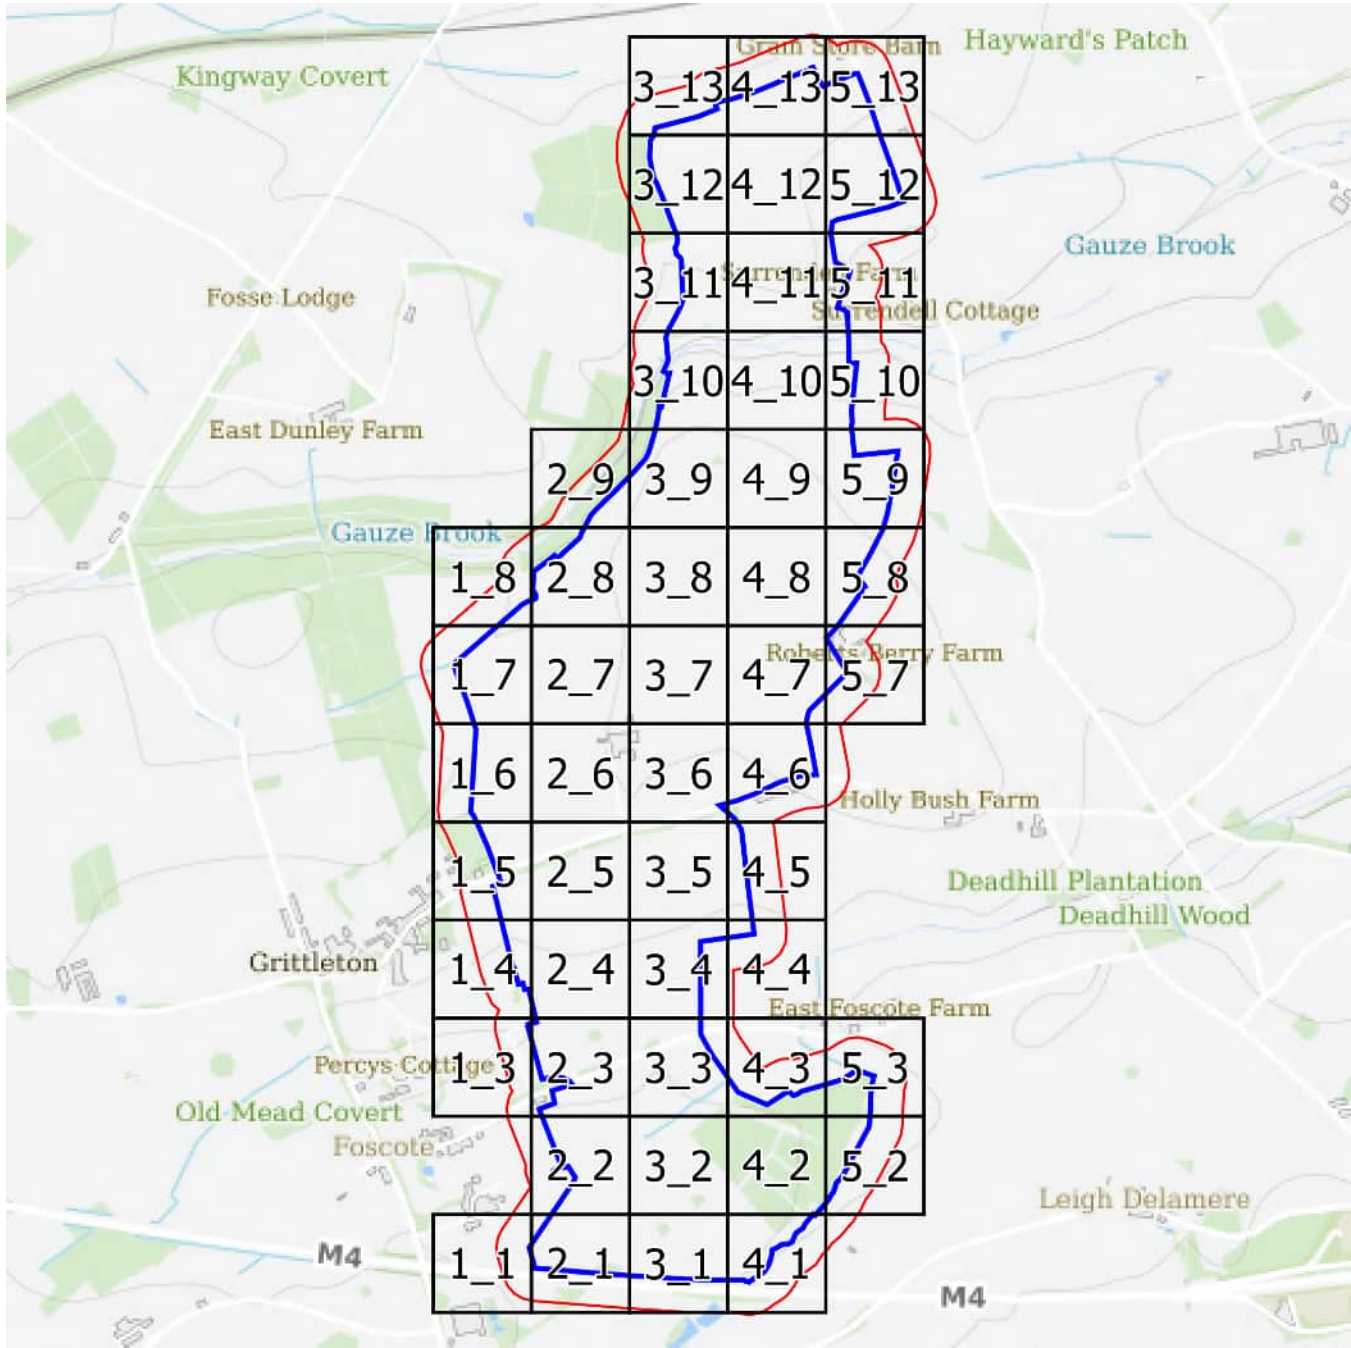 Grain Store Barn
Hayward's Patch
Kingway Covert
3_13 4_13 5_13
3_12 4_12 5_12
Gauze Brook
Surrendell Farm
3_11 4_11 5_11
Fosse Lodge
Surrendell Cottage
3_10 4_10 5_10
East Dunley Farm
2_9 3_9 4_9 5_9
Gauze Brook
1_8 2_8 3_8 4_8 5_8
Roberts Berry Farm
1_7 2_7 3_7 4_7 5_7
1_6 2_6 3_6 4_6
Holly Bush Farm
1_5 2_5 3_5 4_5
Deadhill Plantation
Deadhill Wood
Grittleton
1_4 2_4 3_4 4_4
East Foscote Farm
Percys Cottage
1_3 2_3 3_3 4_3 5_3
Old Mead Covert
Foscote
2_2 3_2 4_2 5_2
Leigh Delamere
M4
1_1 2_1 3_1 4_1
M4